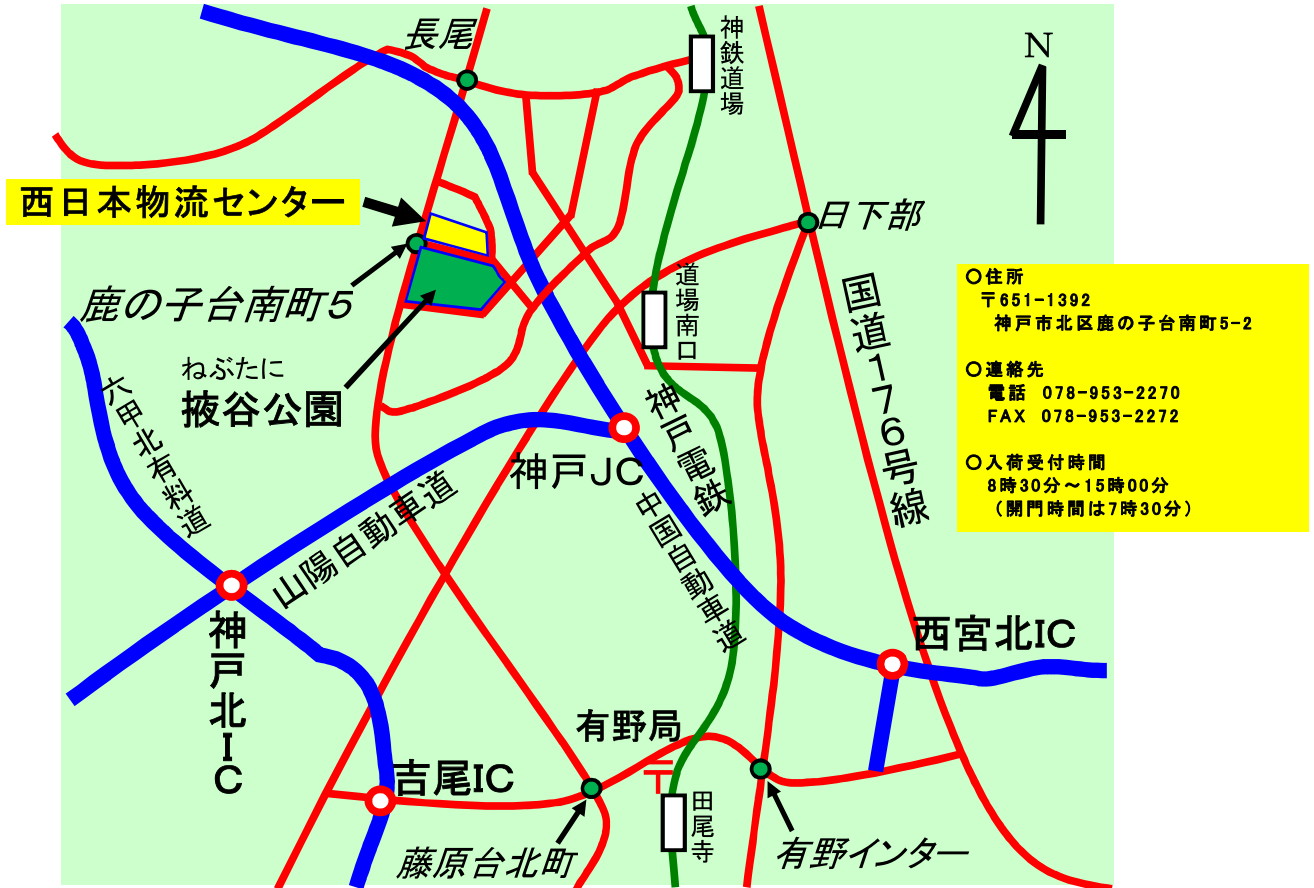 長尾
神鉄道場
N
西日本物流センター
日下部
鹿の子台南町5
道場南口
国道176号線
○住所
〒651-1392
神戸市北区鹿の子台南町5-2
○連絡先
電話 078-953-2270
FAX 078-953-2272
○入荷受付時間
8時30分～15時00分
（開門時間は7時30分）
ねぶたに
掖谷公園
六甲北有料道
神戸電鉄
神戸JC
山陽自動車道
中国自動車道
神戸北IC
西宮北IC
有野局
〒
吉尾IC
田尾寺
藤原台北町
有野インター